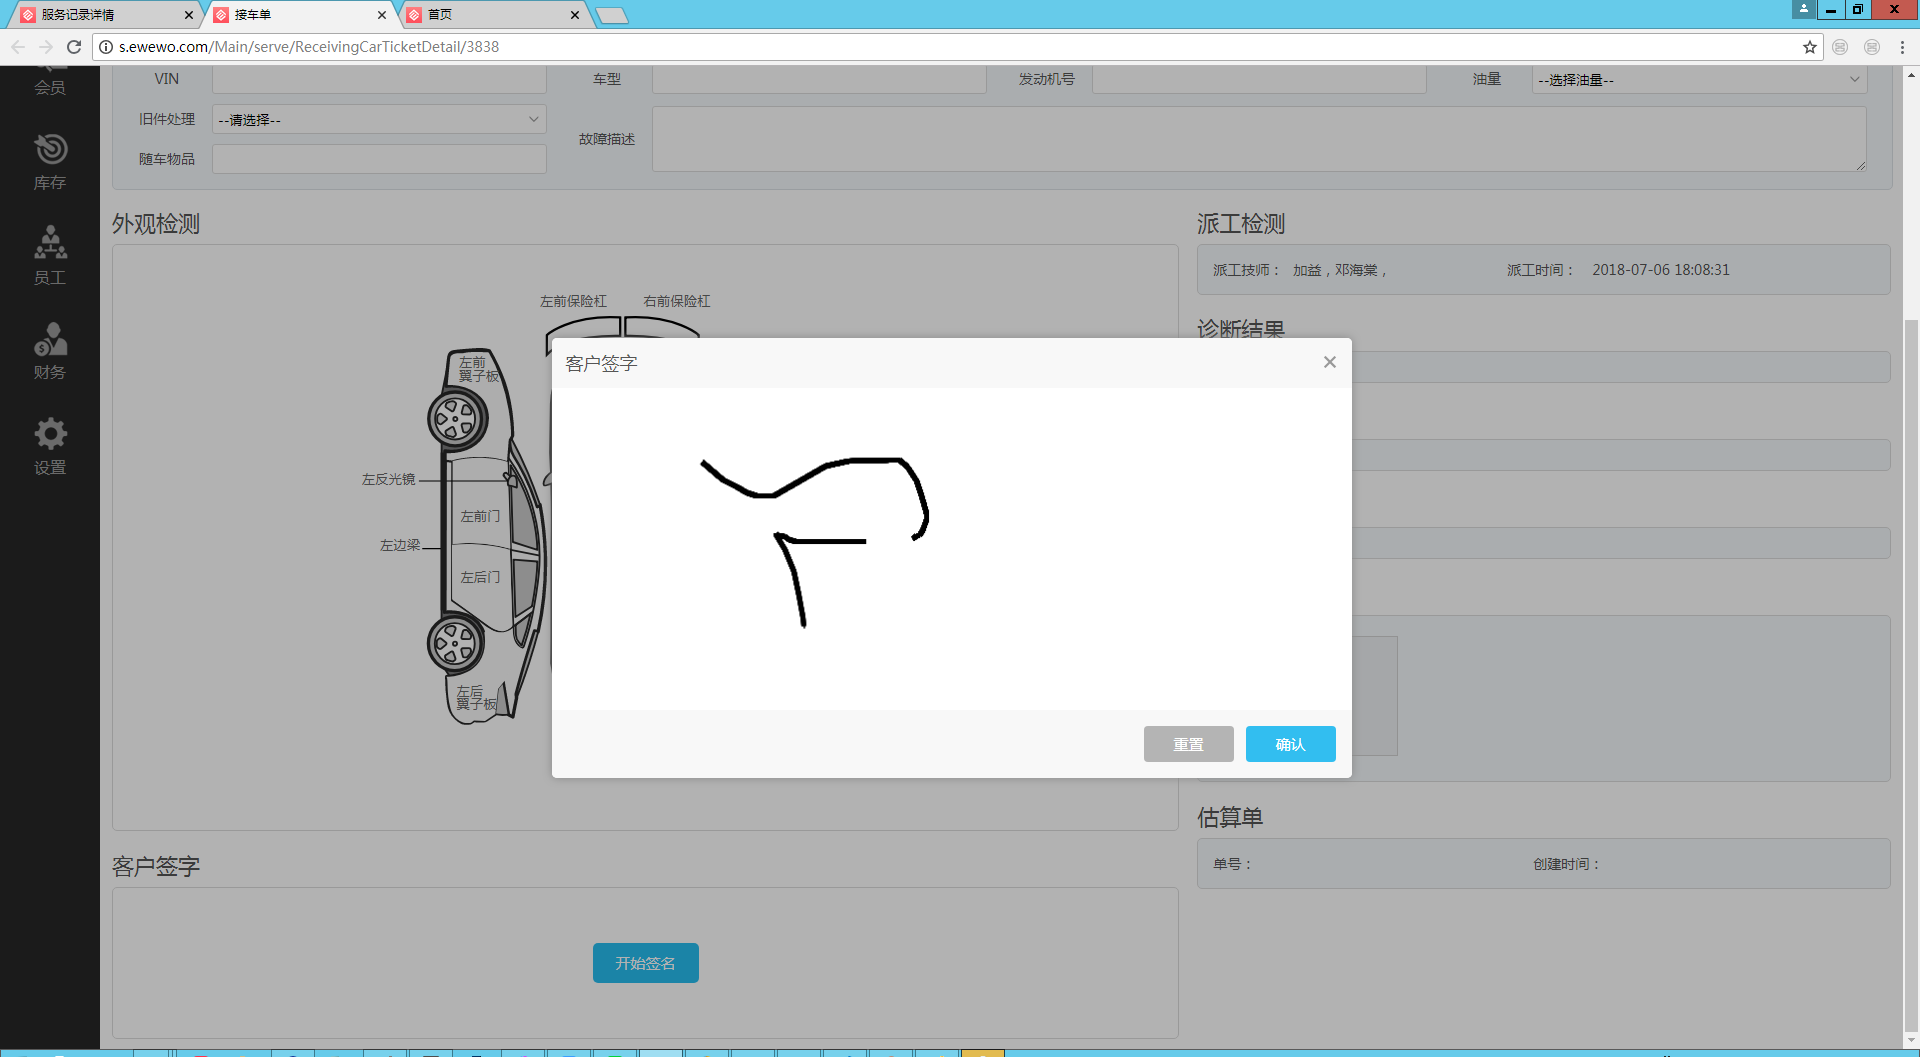 服务记录详情
接车单
首页
s.ewewo.com/Main/serve/ReceivingCarTicketDetail/3838
会员
库存
员工
财务
设置
VIN
车型
发动机号
油量
--选择油量--
旧件处理
--请选择--
故障描述
随车物品
外观检测
左前保险杠
右前保险杠
左前
翼子板
左反光镜
左前门
左边梁
左后门
左后
翼子板
派工检测
派工技师： 加益，邓海棠，
派工时间： 2018-07-06 18:08:31
诊断结果
客户签字
重置
确认
估算单
单号：
创建时间：
客户签字
开始签名